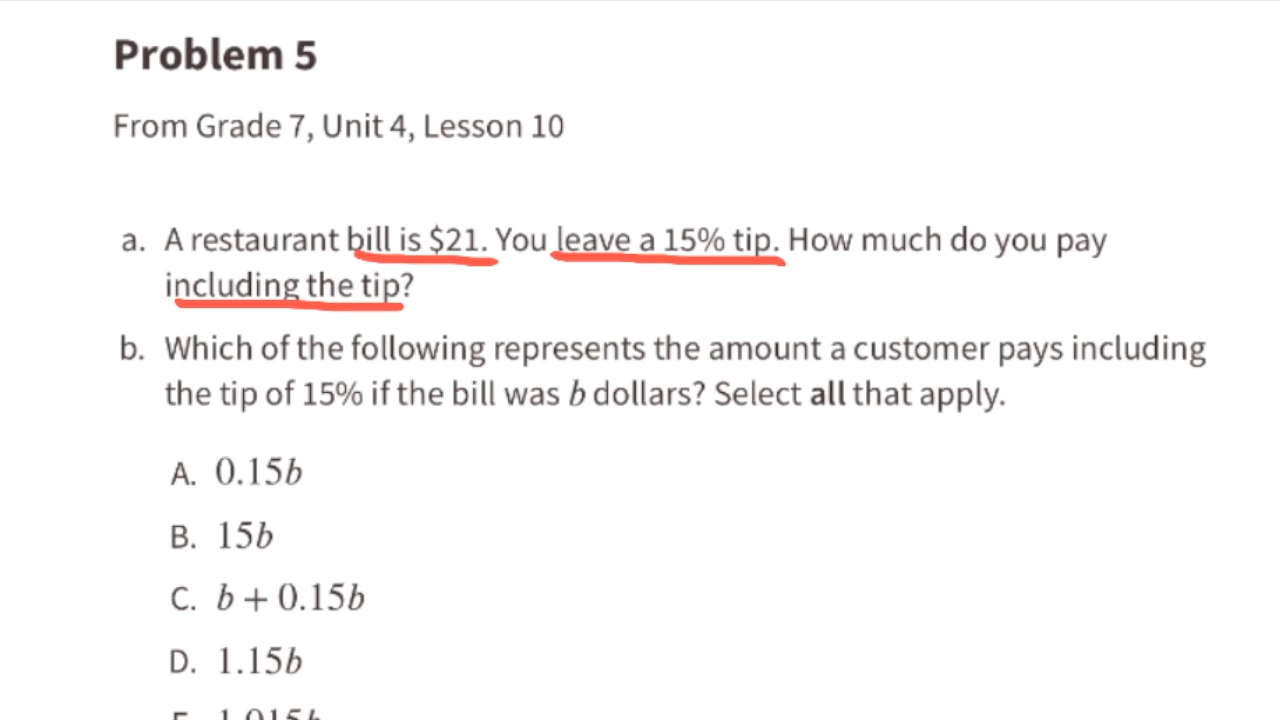 Problem 5
From Grade 7, Unit 4, Lesson 10
a. A restaurant bill is $21. You leave a 15% tip. How much do you pay
including the tip?
b. Which of the following represents the amount a customer pays including
the tip of 15% if the bill was b dollars? Select all that apply.
A. 0.15b
B. 15b
C. b + 0.15b
D. 1.15b